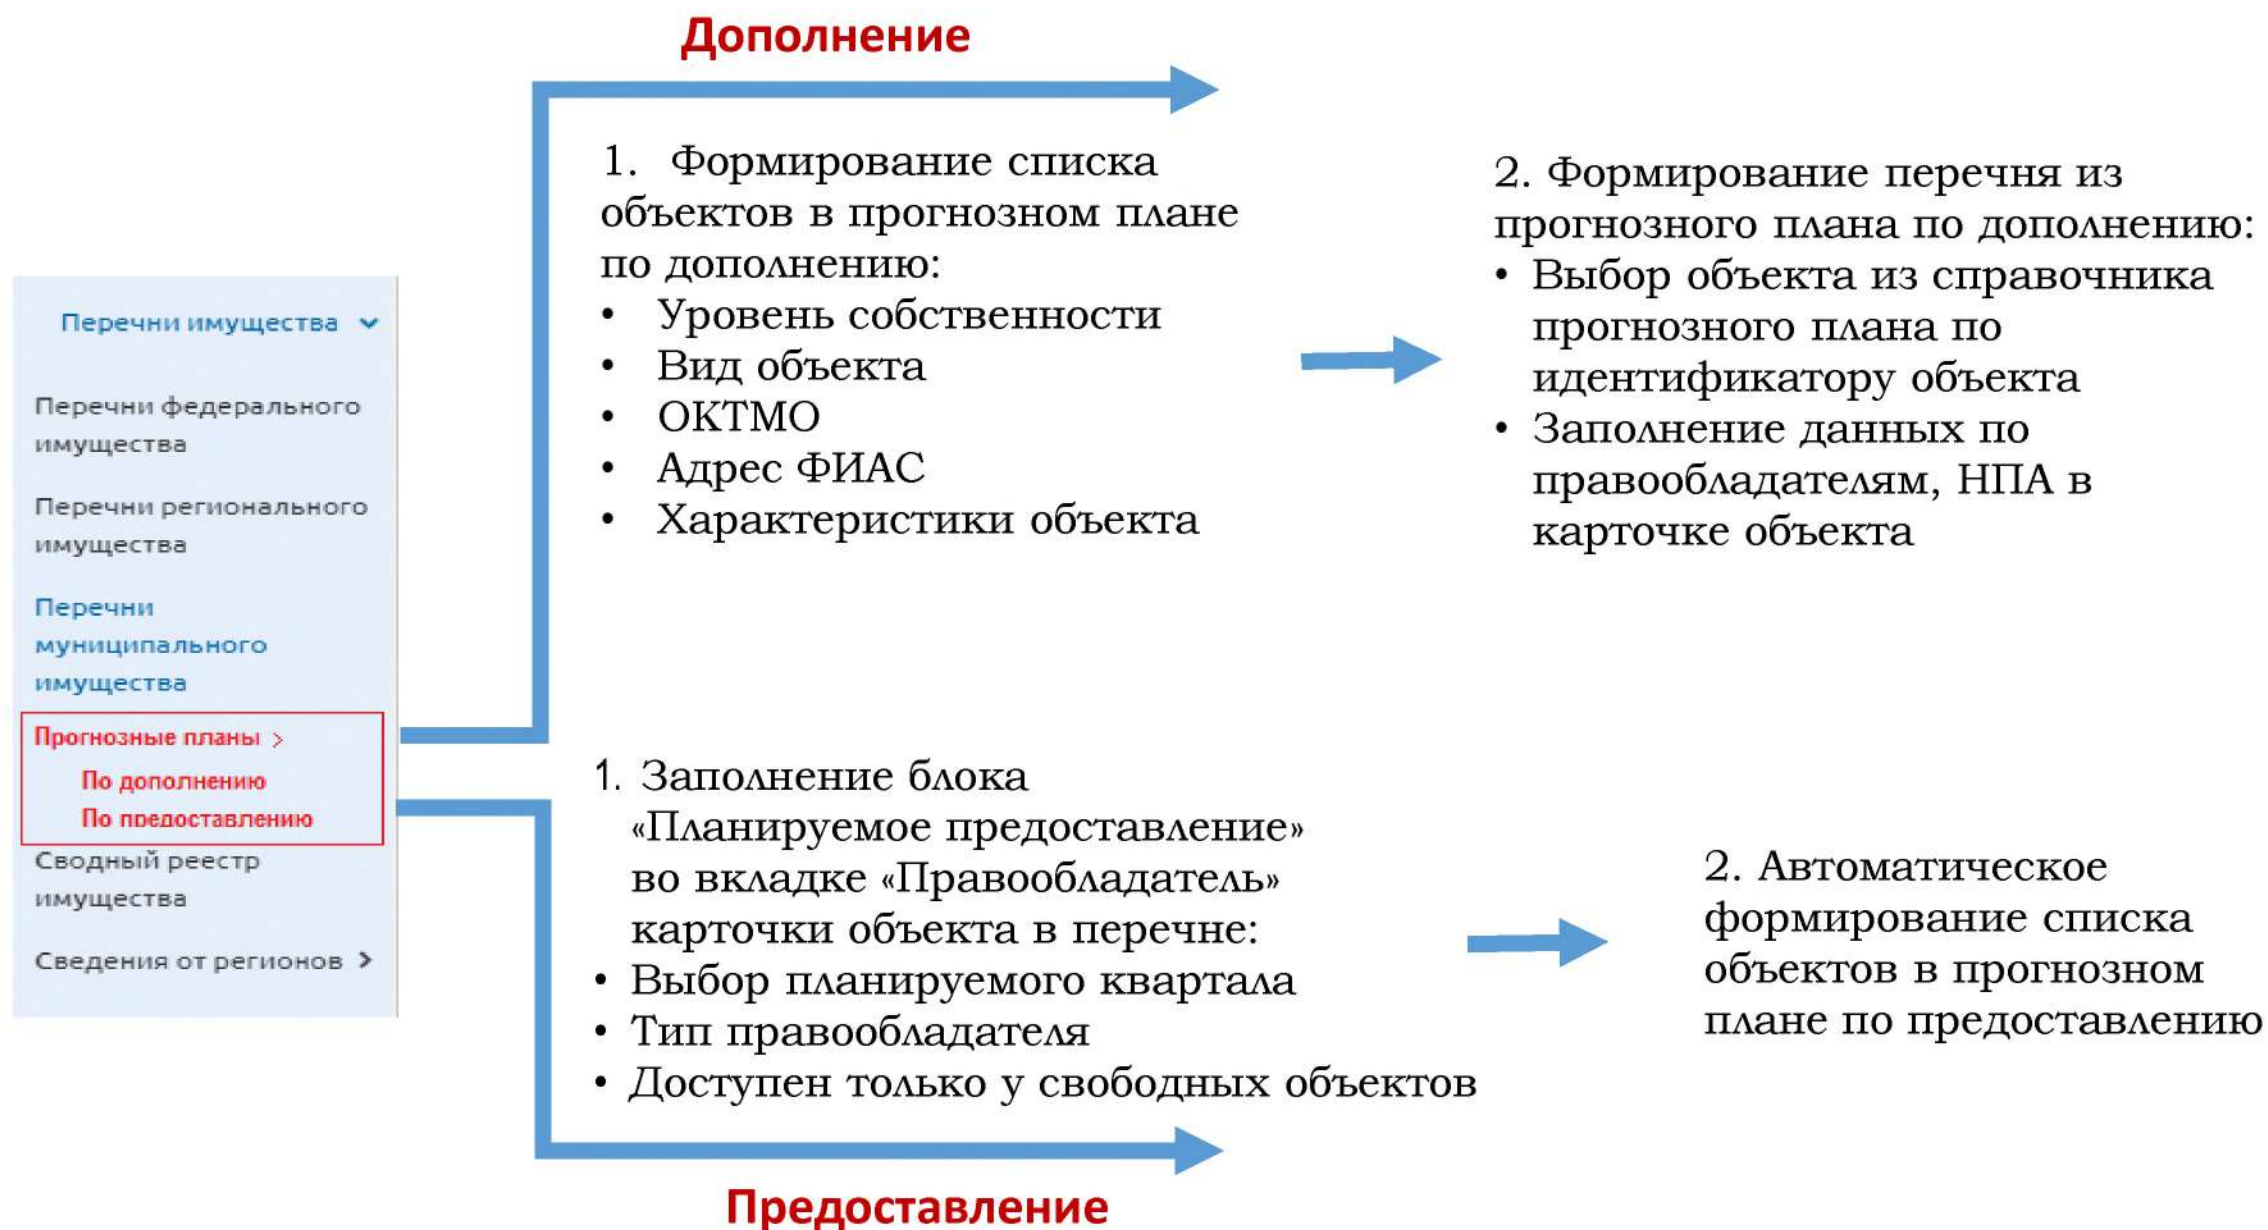 Дополнение
Перечни имущества
Перечни федерального
имущества
Перечни регионального
имущества
Перечни
муниципального
имущества
Прогнозные планы >
По дополнению
По предоставлению
Сводный реестр
имущества
Сведения от регионов >
1. Формирование списка
объектов в прогнозном плане
по дополнению:
• Уровень собственности
• Вид объекта
• ОКТМО
• Адрес ФИАС
• Характеристики объекта
2. Формирование перечня из
прогнозного плана по дополнению:
• Выбор объекта из справочника
прогнозного плана по
идентификатору объекта
• Заполнение данных по
правообладателям, НПА в
карточке объекта
1. Заполнение блока
«Планируемое предоставление»
во вкладке «Правообладатель»
карточки объекта в перечне:
• Выбор планируемого квартала
• Тип правообладателя
• Доступен только у свободных объектов
2. Автоматическое
формирование списка
объектов в прогнозном
плане по предоставлению
Предоставление